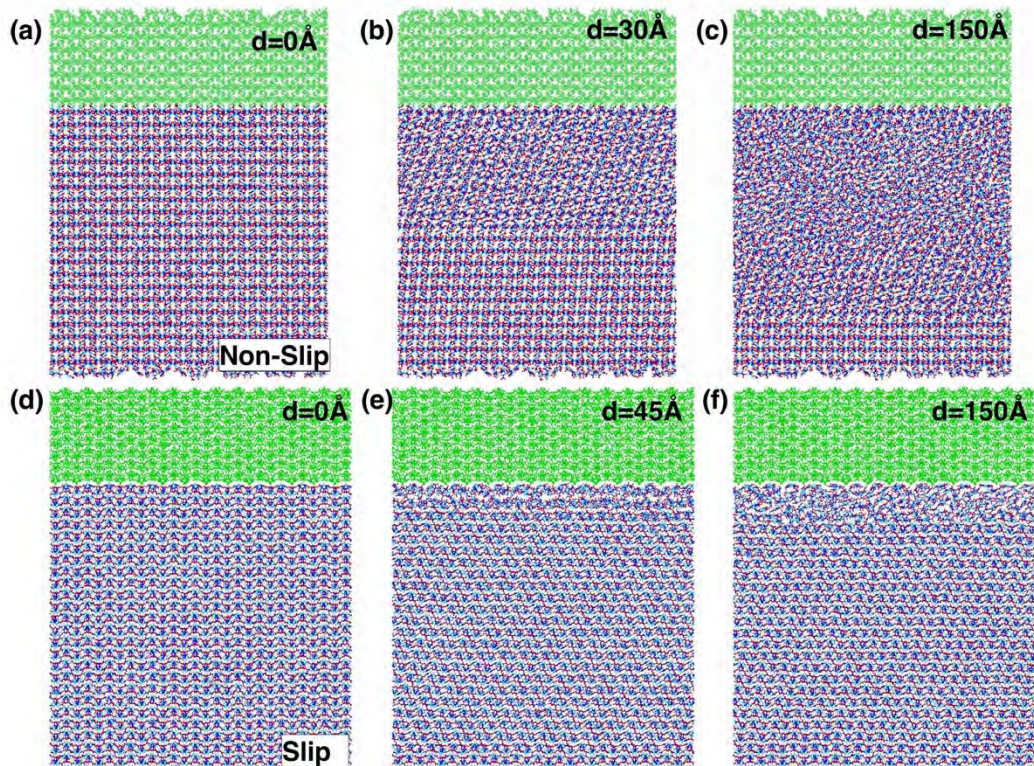 (a) d=0Å
(b) d=30Å
(c) d=150Å
Non-Slip
(d) d=0Å
(e) d=45Å
(f) d=150Å
Slip